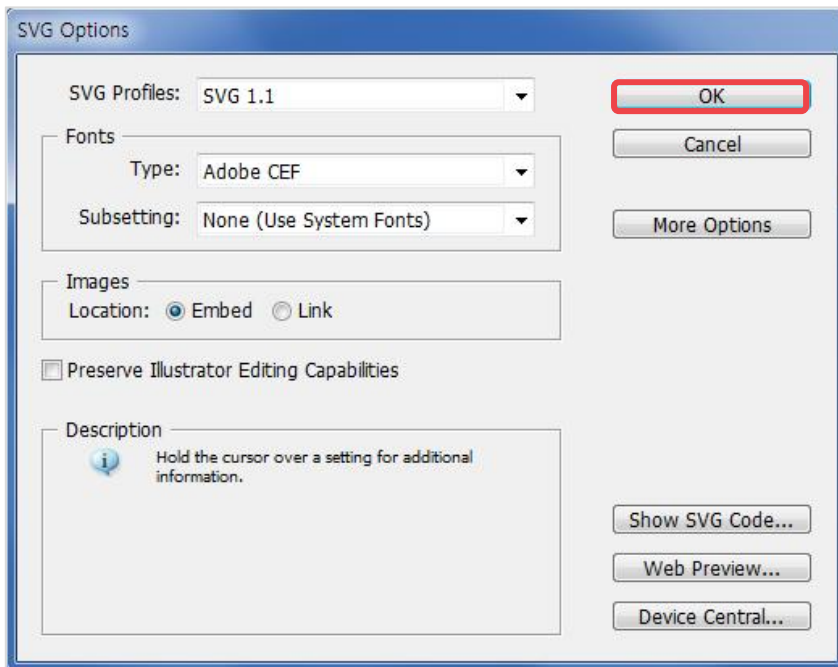 SVG Options
SVG Profiles: SVG 1.1
OK
Fonts
Cancel
Type: Adobe CEF
Subsetting: None (Use System Fonts)
More Options
Images
Location: Embed Link
Preserve Illustrator Editing Capabilities
Description
Hold the cursor over a setting for additional
information.
Show SVG Code...
Web Preview...
Device Central...